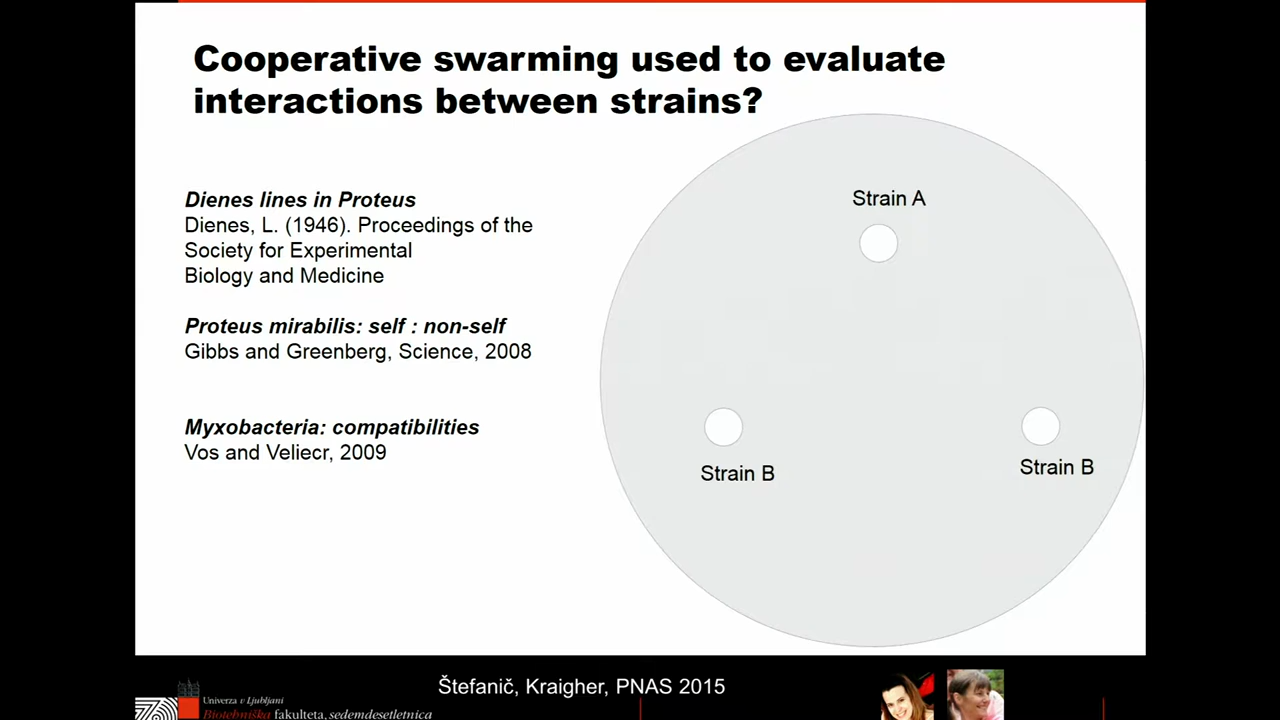 Cooperative swarming used to evaluate
interactions between strains?
Dienes lines in Proteus
Dienes, L. (1946). Proceedings of the
Society for Experimental
Biology and Medicine
Proteus mirabilis: self : non-self
Gibbs and Greenberg, Science, 2008
Myxobacteria: compatibilities
Vos and Veliecr, 2009
Strain A
Strain B
Strain B
Štefanič, Kraigher, PNAS 2015
Univerza v Ljubljani
Biotehniška fakulteta, sedemdesetletnica